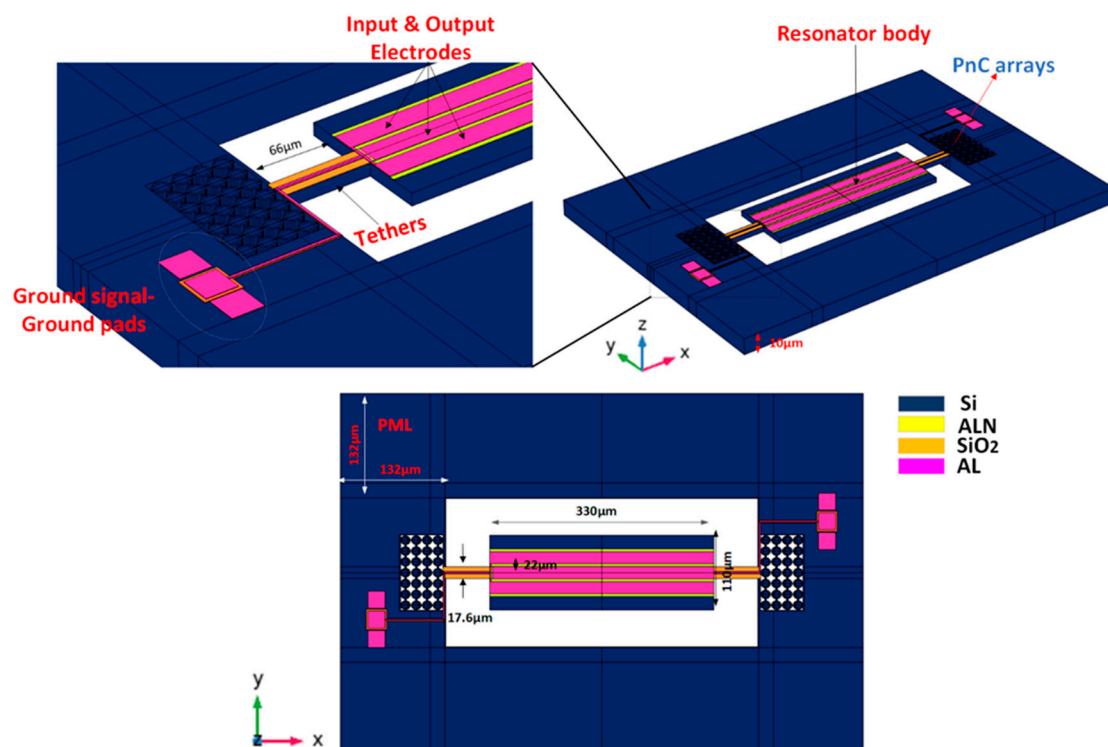 Input & Output
Electrodes
66µm
Tethers
Ground signal-
Ground pads
Resonator body
PnC arrays
10µm
z
y
x
132µm
PML
132µm
330µm
22µm
110µm
17.6µm
Si
ALN
SiO2
AL
y
z
x